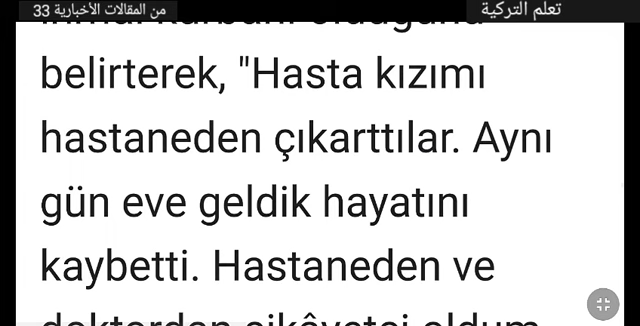 من المقالات الأخبارية 33
تعلم التركية
belirterek, "Hasta kızımı
hastaneden çıkarttılar. Aynı
gün eve geldik hayatını
kaybetti. Hastaneden ve